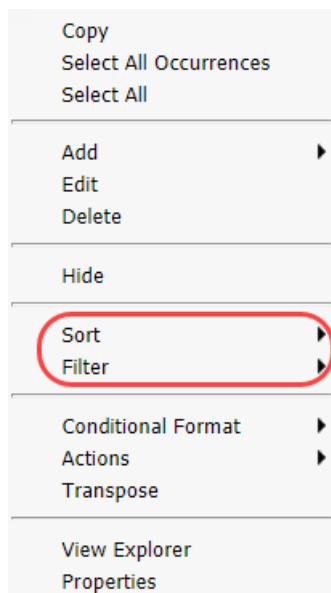 Copy
Select All Occurrences
Select All
Add
Edit
Delete
Hide
Sort
Filter
Conditional Format
Actions
Transpose
View Explorer
Properties